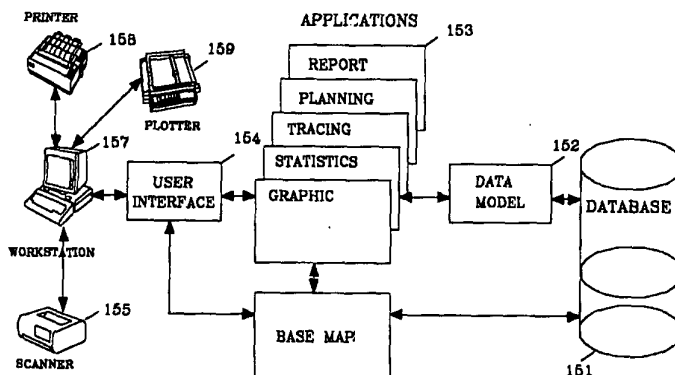 PRINTER
158
159
PLOTTER
157
WORKSTATION
155
SCANNER
154
USER
INTERFACE
APPLICATIONS
153
REPORT
PLANNING
TRACING
STATISTICS
GRAPHIC
BASE MAP
152
DATA
MODEL
DATABASE
151